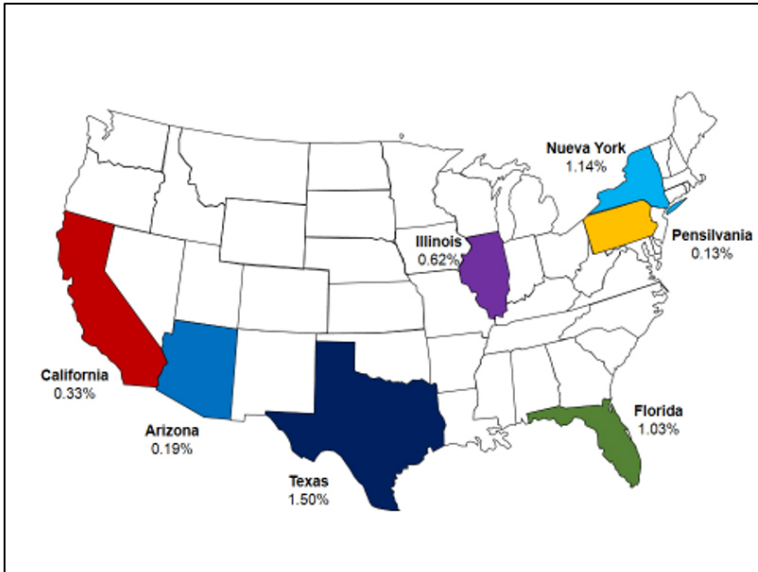 Nueva York
1.14%
Illinois
0.62%
Pensilvania
0.13%
California
0.33%
Arizona
0.19%
Florida
1.03%
Texas
1.50%